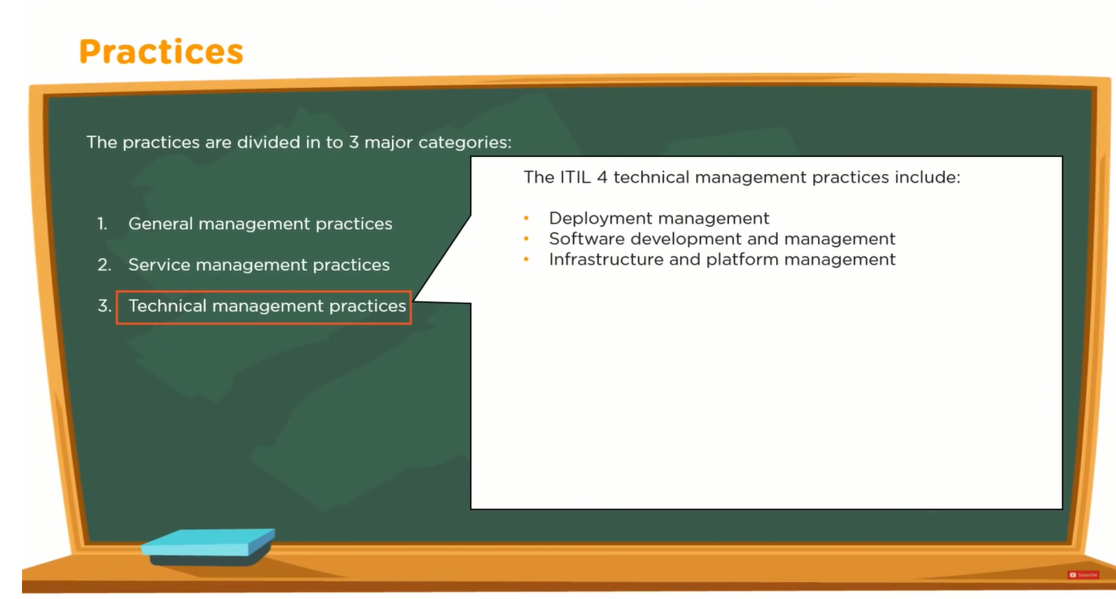 Practices
The practices are divided in to 3 major categories:
1. General management practices
2. Service management practices
3. Technical management practices
The ITIL 4 technical management practices include:
• Deployment management
• Software development and management
• Infrastructure and platform management